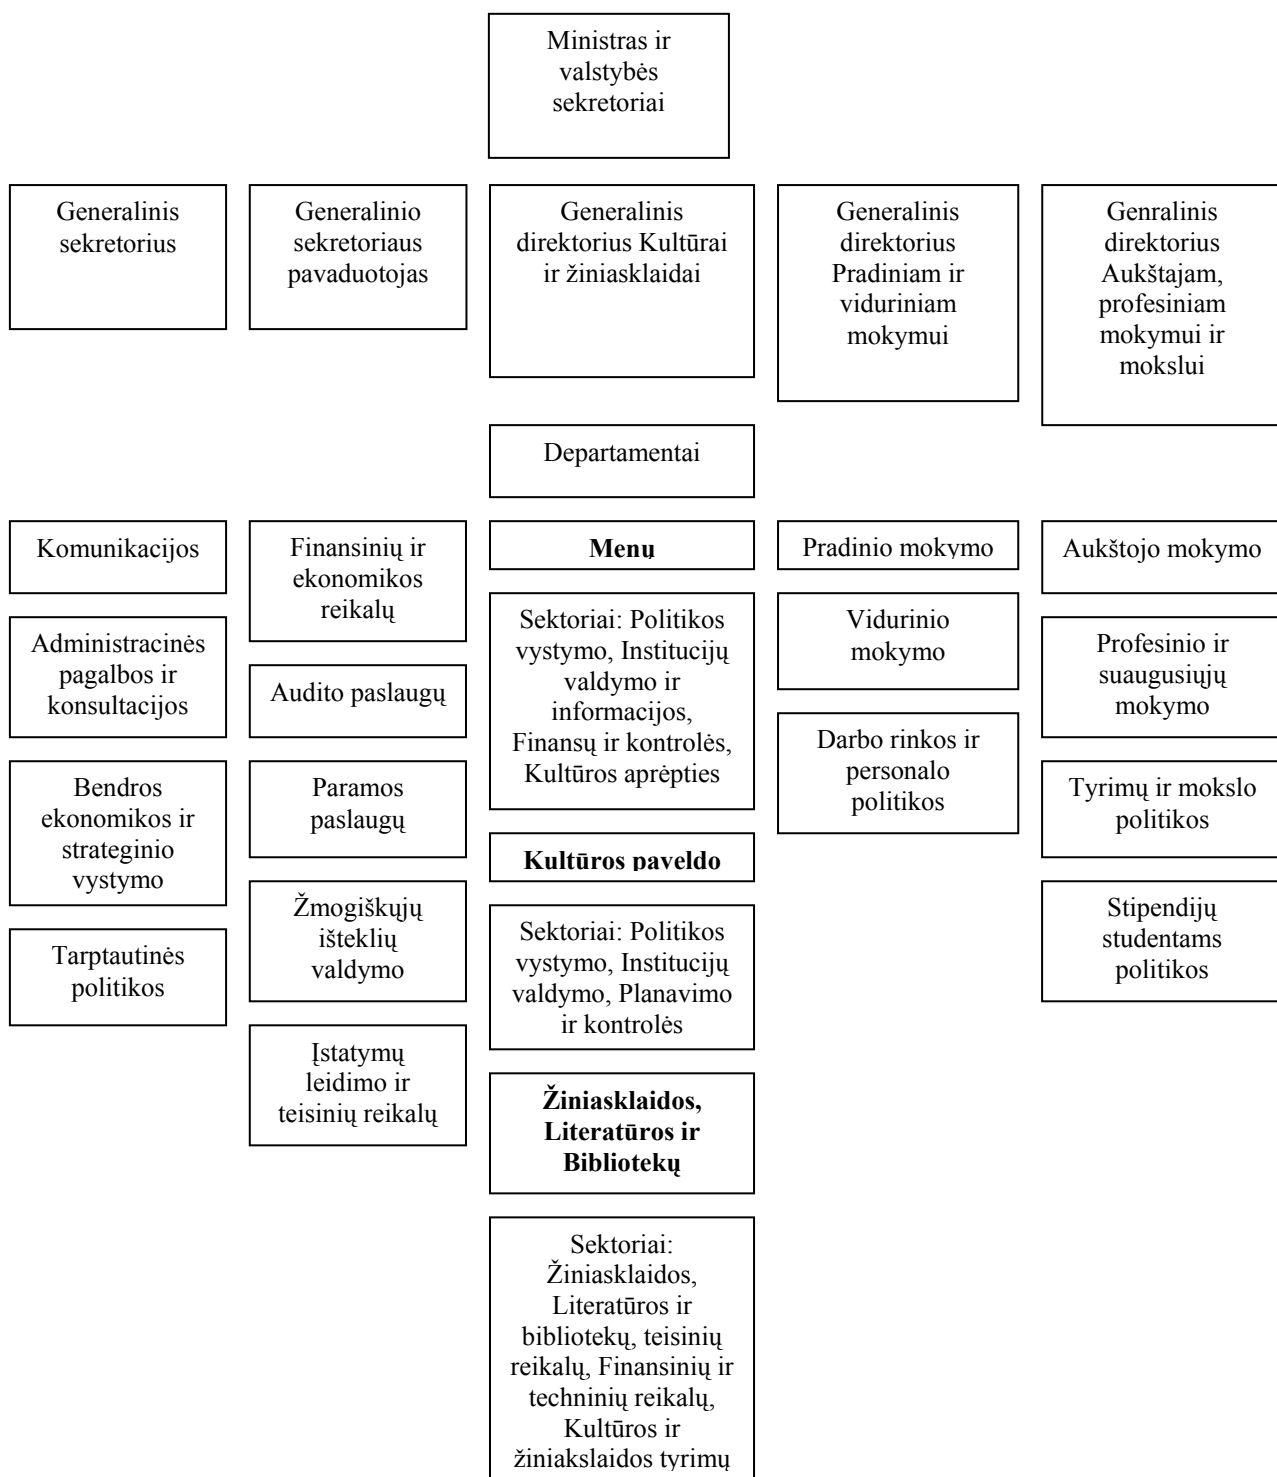 Ministras ir
valstybės
sekretoriai
Generalinis
sekretorius
Generalinio
sekretoriaus
pavaduotojas
Generalinis
direktorius Kultūrai
ir žiniasklaidai
Generalinis
direktorius
Pradiniam ir
viduriniam
mokymui
Genralinis
direktorius
Aukštajam,
profesiniam
mokymui ir
mokslui
Departamentai
Komunikacijos
Administracinės
pagalbos ir
konsultacijos
Bendros
ekonomikos ir
strateginio
vystymo
Tarptautinės
politikos
Finansinių ir
ekonomikos
reikalų
Audito paslaugų
Paramos
paslaugų
Žmogiškųjų
išteklių
valdymo
Įstatymų
leidimo ir
teisinių reikalų
Menų
Sektoriai: Politikos
vystymo, Institucijų
valdymo ir
informacijos,
Finansų ir kontrolės,
Kultūros aprėpties
Kultūros paveldo
Sektoriai: Politikos
vystymo, Institucijų
valdymo, Planavimo
ir kontrolės
Žiniasklaidos,
Literatūros ir
Bibliotekų
Sektoriai:
Žiniasklaidos,
Literatūros ir
bibliotekų, teisinių
reikalų, Finansinių ir
techninių reikalų,
Kultūros ir
žiniakslaidos tyrimų
Pradinio mokymo
Vidurinio
mokymo
Darbo rinkos ir
personalo
politikos
Aukštojo mokymo
Profesinio ir
suaugusiųjų
mokymo
Tyrimų ir mokslo
politikos
Stipendijų
studentams
politikos